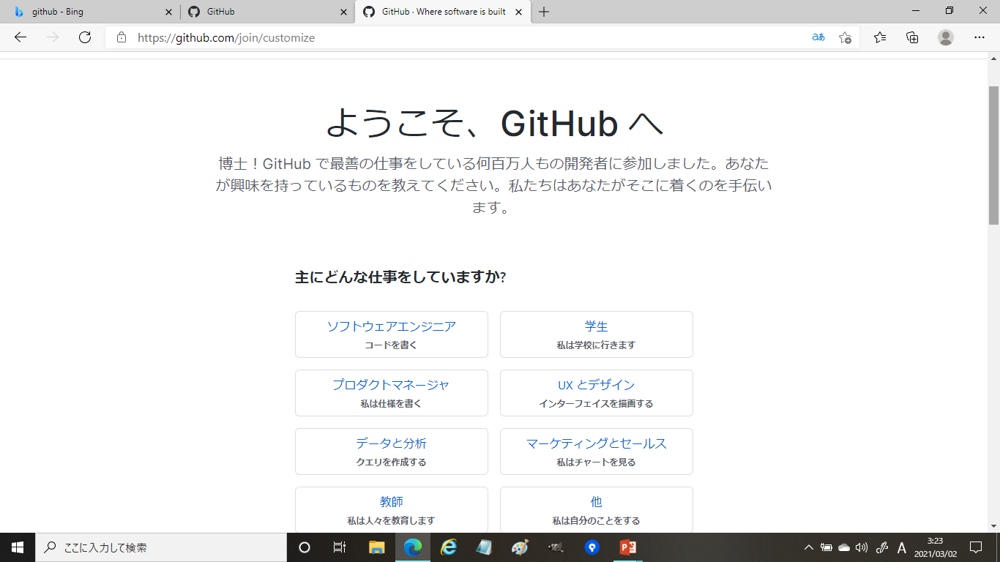 github - Bing
GitHub
GitHub · Where software is built
https://github.com/join/customize
aあ
ようこそ、GitHub へ
博士！GitHub で最善の仕事をしている何百万人もの開発者に参加しました。あなた
が興味を持っているものを教えてください。私たちはあなたがそこに着くのを手伝い
ます。
主にどんな仕事をしていますか?
ソフトウェアエンジニア
コードを書く
学生
私は学校に行きます
プロダクトマネージャ
私は仕様を書く
UX とデザイン
インターフェイスを描画する
データと分析
クエリを作成する
マーケティングとセールス
私はチャートを見る
教師
私は人々を教育します
他
私は自分のことをする
ここに入力して検索
A
3:23
2021/03/02